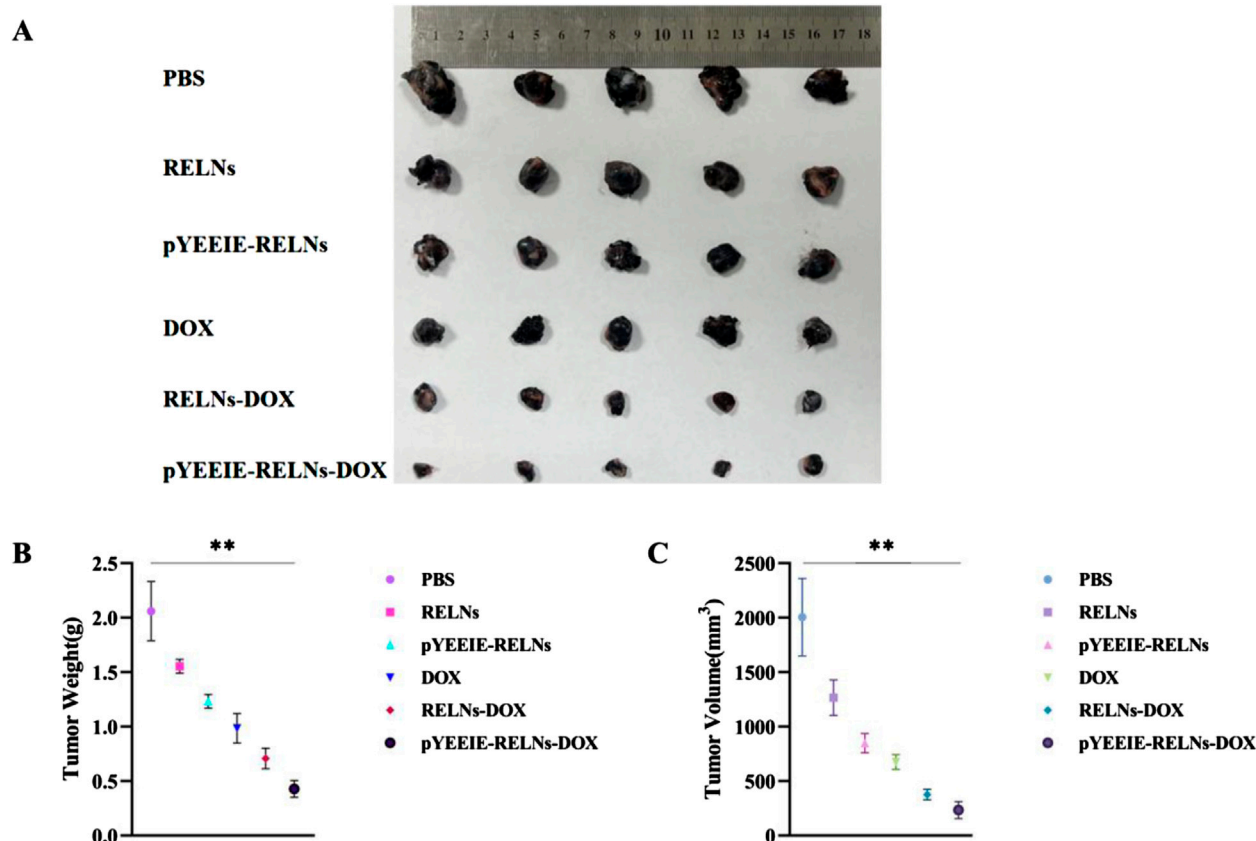 A
1 2 3 4 5 6 7 8 9 10 11 12 13 14 15 16 17 18
PBS
RELNs
pYEEIE-RELNs
DOX
RELNs-DOX
pYEEIE-RELNs-DOX
B
**
Tumor Weight(g)
2.5
2.0
1.5
1.0
0.5
0.0
PBS
RELNs
pYEEIE-RELNs
DOX
RELNs-DOX
pYEEIE-RELNs-DOX
C
**
Tumor Volume(mm³)
2500
2000
1500
1000
500
0
PBS
RELNs
pYEEIE-RELNs
DOX
RELNs-DOX
pYEEIE-RELNs-DOX